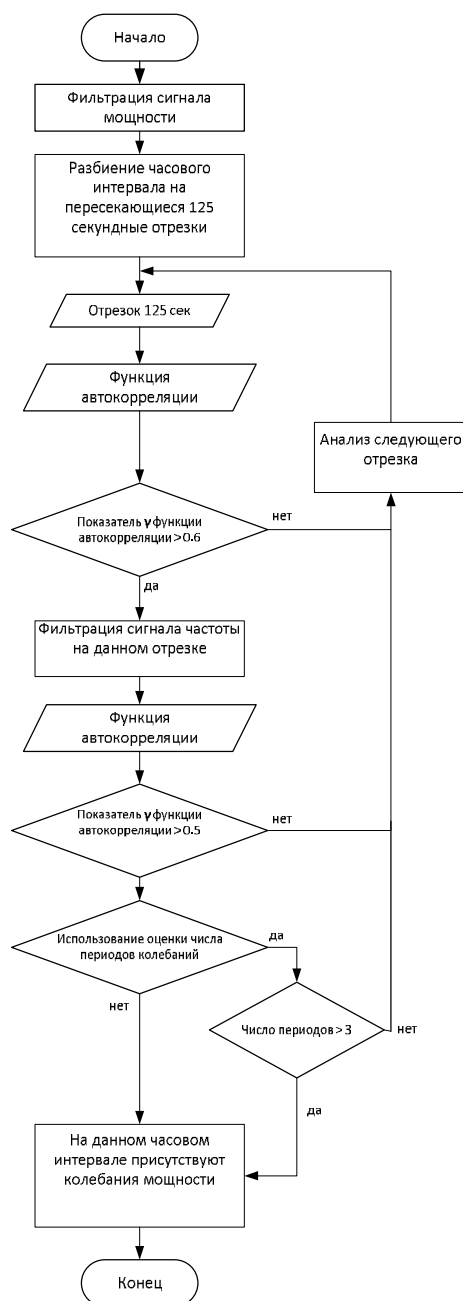 Начало
Фильтрация сигнала
мощности
Разбиение часового
интервала на
пересекающиеся 125
секундные отрезки
Отрезок 125 сек
Функция
автокорреляции
Анализ следующего
отрезка
Показатель γ функции
автокорреляции > 0.6
нет
да
Фильтрация сигнала частоты
на данном отрезке
Функция
автокорреляции
Показатель γ функции
автокорреляции > 0.5
нет
Использование оценки числа
периодов колебаний
да
нет
Число периодов > 3
нет
да
На данном часовом
интервале присутствуют
колебания мощности
Конец